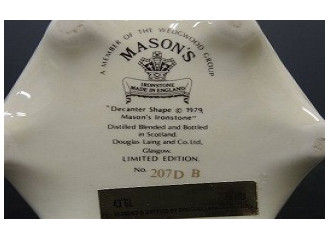 A MEMBER OF THE WEDGWOOD GROUP
MASON'S
IRONSTONE
MADE IN ENGLAND
"Decanter Shape © 1979,
Mason's Ironstone"
Distilled Blended and Bottled
in Scotland.
Douglas Laing and Co. Ltd.,
Glasgow.
LIMITED EDITION.
No. 207D B